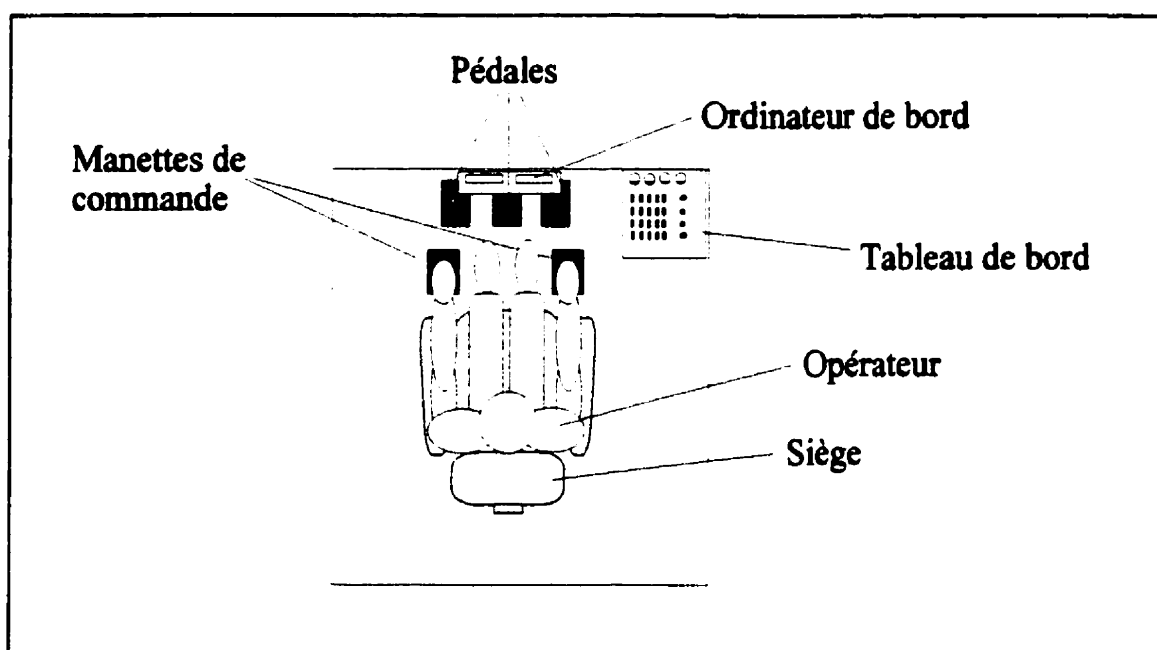 Pédales
Ordinateur de bord
Manettes de
commande
Tableau de bord
Opérateur
Siège